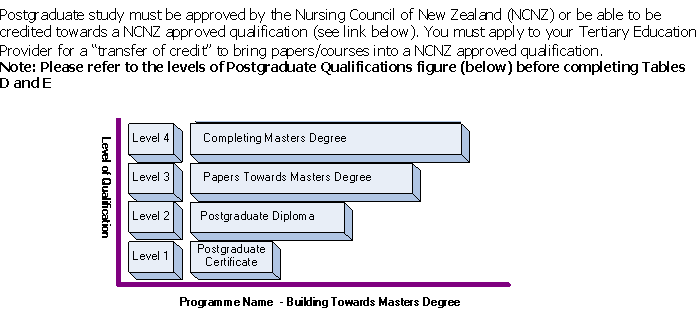 Postgraduate study must be approved by the Nursing Council of New Zealand (NCNZ) or be able to be
credited towards a NCNZ approved qualification (see link below). You must apply to your Tertiary Education
Provider for a "transfer of credit" to bring papers/courses into a NCNZ approved qualification.
Note: Please refer to the levels of Postgraduate Qualifications figure (below) before completing Tables
D and E
Level of Qualification
Level 4
Completing Masters Degree
Level 3
Papers Towards Masters Degree
Level 2
Postgraduate Diploma
Level 1
Postgraduate
Certificate
Programme Name - Building Towards Masters Degree